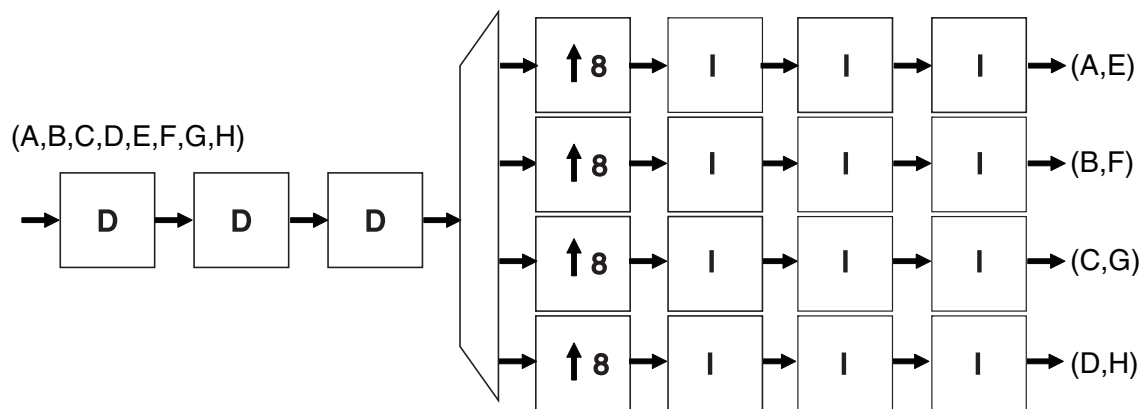 ↑ 8 I I I (A,E)
(A,B,C,D,E,F,G,H)
↑ 8 I I I (B,F)
D D D
↑ 8 I I I (C,G)
↑ 8 I I I (D,H)